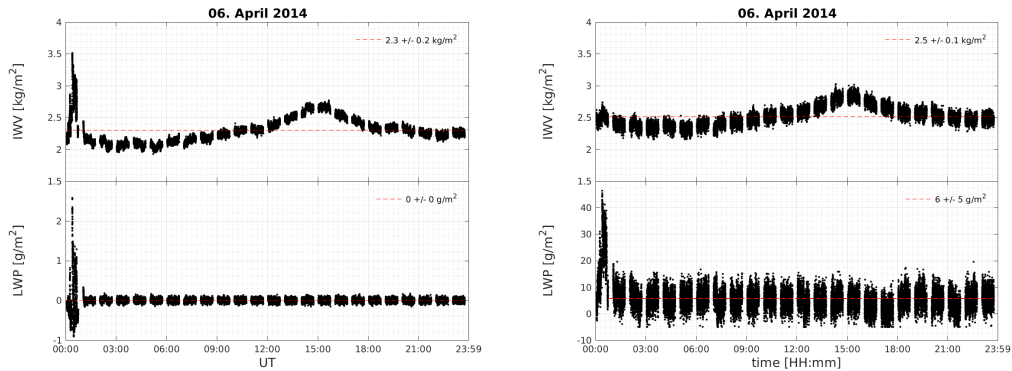 06. April 2014
4
3.5
3
2.5
2
1.5
IWV [kg/m²]
2.3 +/- 0.2 kg/m²
2
1
0
-1
LWP [g/m²]
0 +/- 0 g/m²
00:00 03:00 06:00 09:00 12:00 15:00 18:00 21:00 23:59
UT
06. April 2014
4
3.5
3
2.5
2
1.5
IWV [kg/m²]
2.5 +/- 0.1 kg/m²
40
30
20
10
0
-10
LWP [g/m²]
6 +/- 5 g/m²
00:00 03:00 06:00 09:00 12:00 15:00 18:00 21:00 23:59
time [HH:mm]